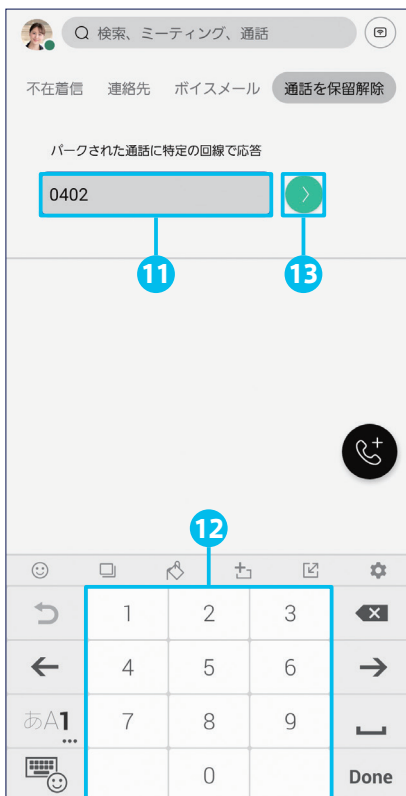 検索、ミーティング、通話
不在着信 連絡先 ボイスメール 通話を保留解除
パークされた通話に特定の回線で応答
0402
11 13
12
1 2 3
4 5 6
あA1 7 8 9
0 Done